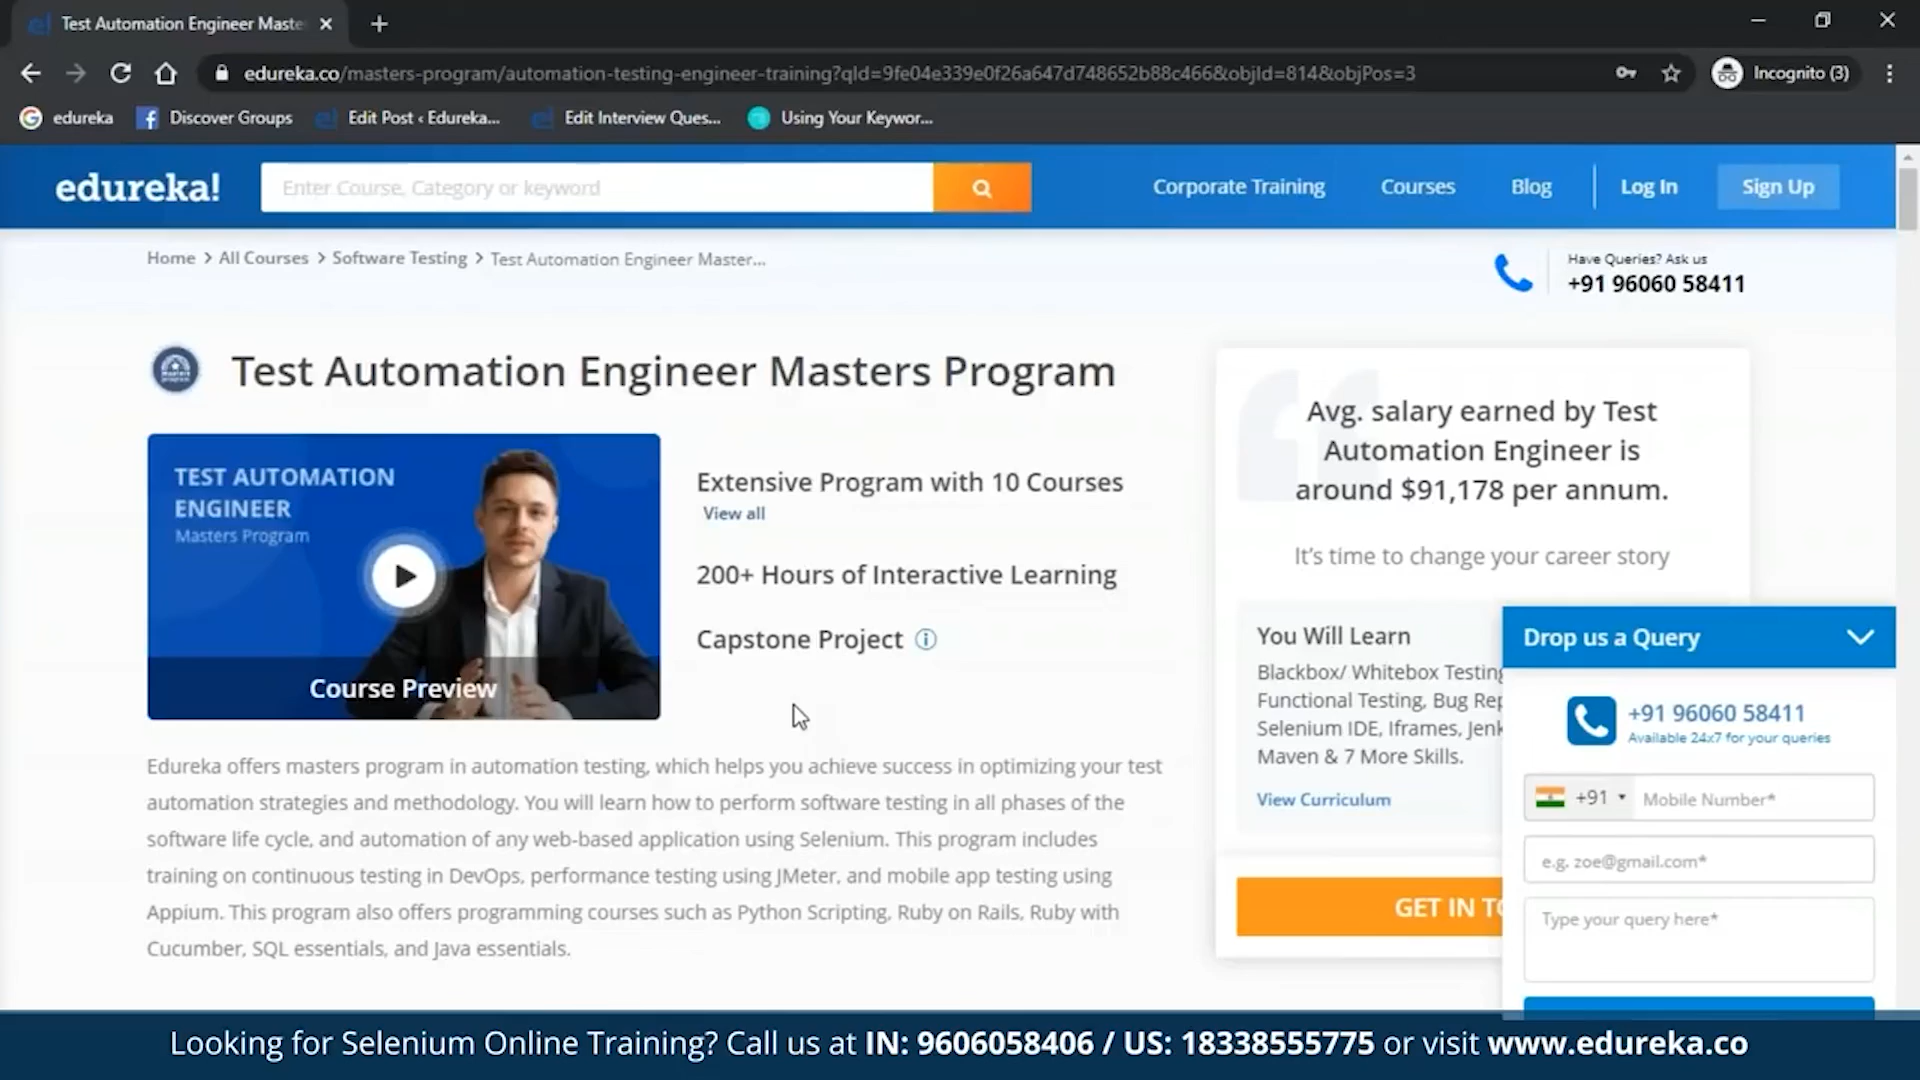 Test Automation Engineer Maste
edureka.co/masters-program/automation-testing-engineer-training?qId=9fe04e339e0f26a647d748652b88c466&objId=814&objPos=3
Incognito (3)
edureka
Discover Groups
Edit Post ‹ Edureka...
Edit Interview Ques...
Using Your Keywor...
edureka!
Enter Course, Category or keyword
Corporate Training
Courses
Blog
Log In
Sign Up
Home > All Courses > Software Testing > Test Automation Engineer Master...
Have Queries? Ask us
+91 96060 58411
Test Automation Engineer Masters Program
TEST AUTOMATION
ENGINEER
Masters Program
Course Preview
Extensive Program with 10 Courses
View all
200+ Hours of Interactive Learning
Capstone Project
Avg. salary earned by Test
Automation Engineer is
around $91,178 per annum.
It's time to change your career story
You Will Learn
Blackbox/ Whitebox Testing
Functional Testing, Bug Rep
Selenium IDE, Iframes, Jenk
Maven & 7 More Skills.
View Curriculum
GET IN TO
Drop us a Query
+91 96060 58411
Available 24x7 for your queries
+91
Mobile Number*
e.g. zoe@gmail.com*
Type your query here*
Edureka offers masters program in automation testing, which helps you achieve success in optimizing your test
automation strategies and methodology. You will learn how to perform software testing in all phases of the
software life cycle, and automation of any web-based application using Selenium. This program includes
training on continuous testing in DevOps, performance testing using JMeter, and mobile app testing using
Appium. This program also offers programming courses such as Python Scripting, Ruby on Rails, Ruby with
Cucumber, SQL essentials, and Java essentials.
Looking for Selenium Online Training? Call us at IN: 9606058406 / US: 18338555775 or visit www.edureka.co